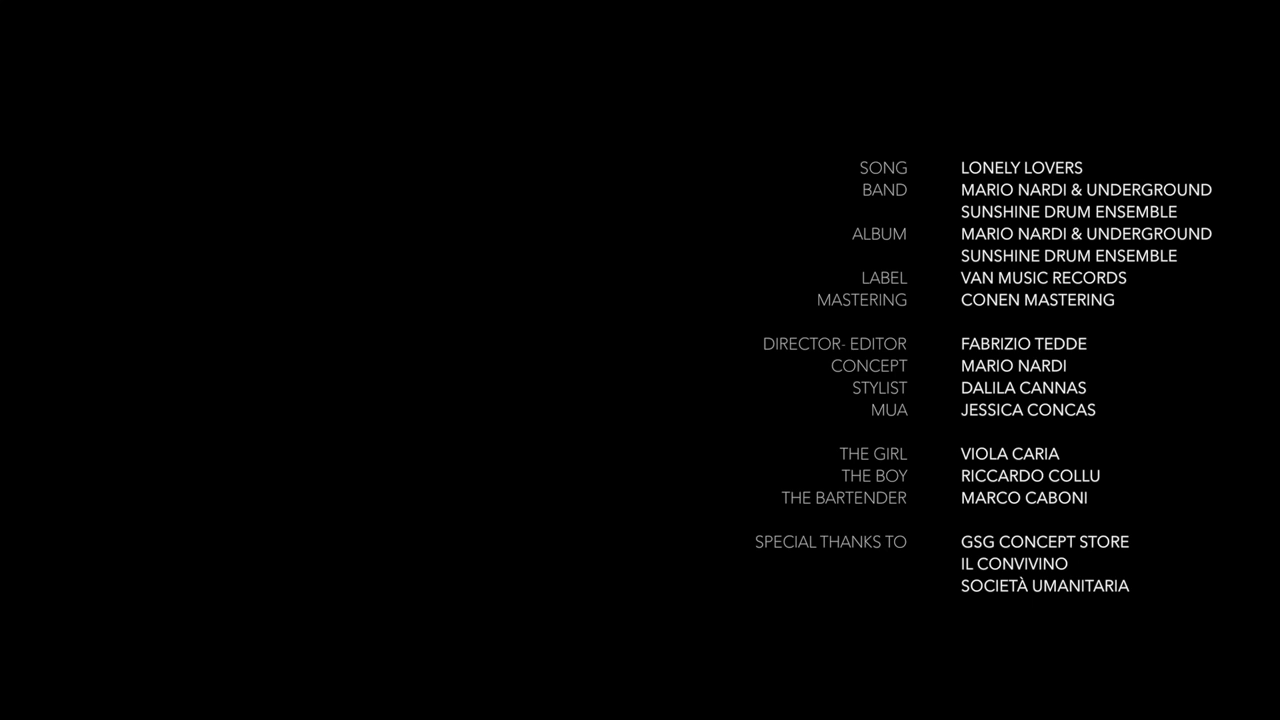 SONG LONELY LOVERS
BAND MARIO NARDI & UNDERGROUND
SUNSHINE DRUM ENSEMBLE
ALBUM MARIO NARDI & UNDERGROUND
SUNSHINE DRUM ENSEMBLE
LABEL VAN MUSIC RECORDS
MASTERING CONEN MASTERING
DIRECTOR- EDITOR FABRIZIO TEDDE
CONCEPT MARIO NARDI
STYLIST DALILA CANNAS
MUA JESSICA CONCAS
THE GIRL VIOLA CARIA
THE BOY RICCARDO COLLU
THE BARTENDER MARCO CABONI
SPECIAL THANKS TO GSG CONCEPT STORE
IL CONVIVINO
SOCIETÀ UMANITARIA